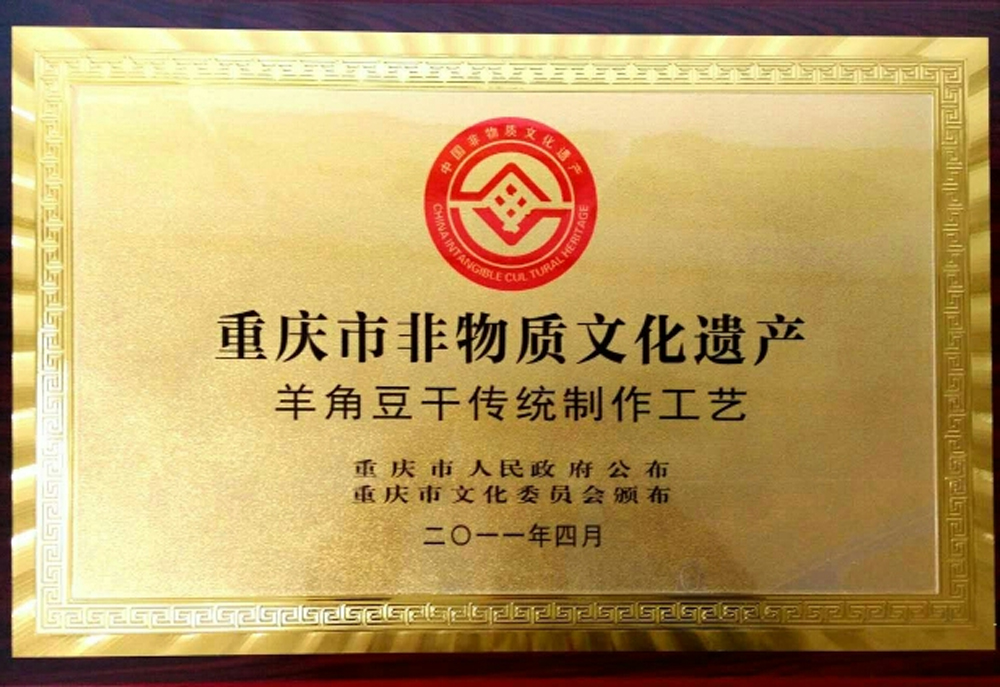 中国非物质文化遗产
CHINA INTANGIBLE CULTURAL HERITAGE
重庆市非物质文化遗产
羊角豆干传统制作工艺
重庆市人民政府公布
重庆市文化委员会颁布
二〇一一年四月